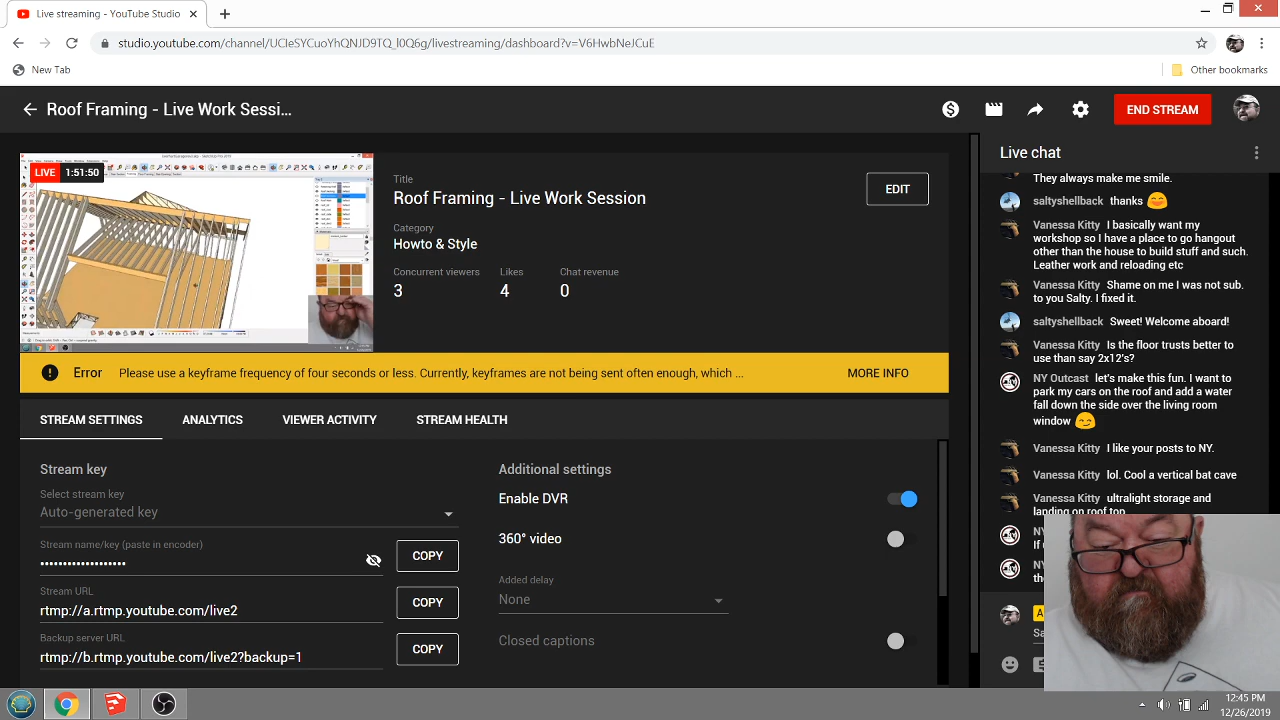 Live streaming - YouTube Studio
studio.youtube.com/channel/UCIeSYCuoYhQNJD9TQ_l0Q6g/livestreaming/dashboard?v=V6HwbNeJCuE
New Tab
Other bookmarks
Roof Framing - Live Work Sessi...
END STREAM
LIVE 1:51:50
Title
Roof Framing - Live Work Session
EDIT
Category
Howto & Style
Concurrent viewers Likes Chat revenue
3 4 0
Error Please use a keyframe frequency of four seconds or less. Currently, keyframes are not being sent often enough, which ... MORE INFO
STREAM SETTINGS ANALYTICS VIEWER ACTIVITY STREAM HEALTH
Stream key
Select stream key
Auto-generated key
Stream name/key (paste in encoder)
•••••••••••••••••••
COPY
Stream URL
rtmp://a.rtmp.youtube.com/live2
COPY
Backup server URL
rtmp://b.rtmp.youtube.com/live2?backup=1
COPY
Additional settings
Enable DVR
360° video
Added delay
None
Closed captions
Live chat
They always make me smile.
saltyshellback thanks 😊
Vanessa Kitty I basically want my
workshop so I have a place to go hangout
other than the house to build stuff and such.
Leather work and reloading etc
Vanessa Kitty Shame on me I was not sub.
to you Salty. I fixed it.
saltyshellback Sweet! Welcome aboard!
Vanessa Kitty Is the floor trusts better to
use than say 2x12's?
NY Outcast let's make this fun. I want to
park my cars on the roof and add a water
fall down the side over the living room
window 😊
Vanessa Kitty I like your posts to NY.
Vanessa Kitty lol. Cool a vertical bat cave
Vanessa Kitty ultralight storage and
landing on roof top
12:45 PM
12/26/2019